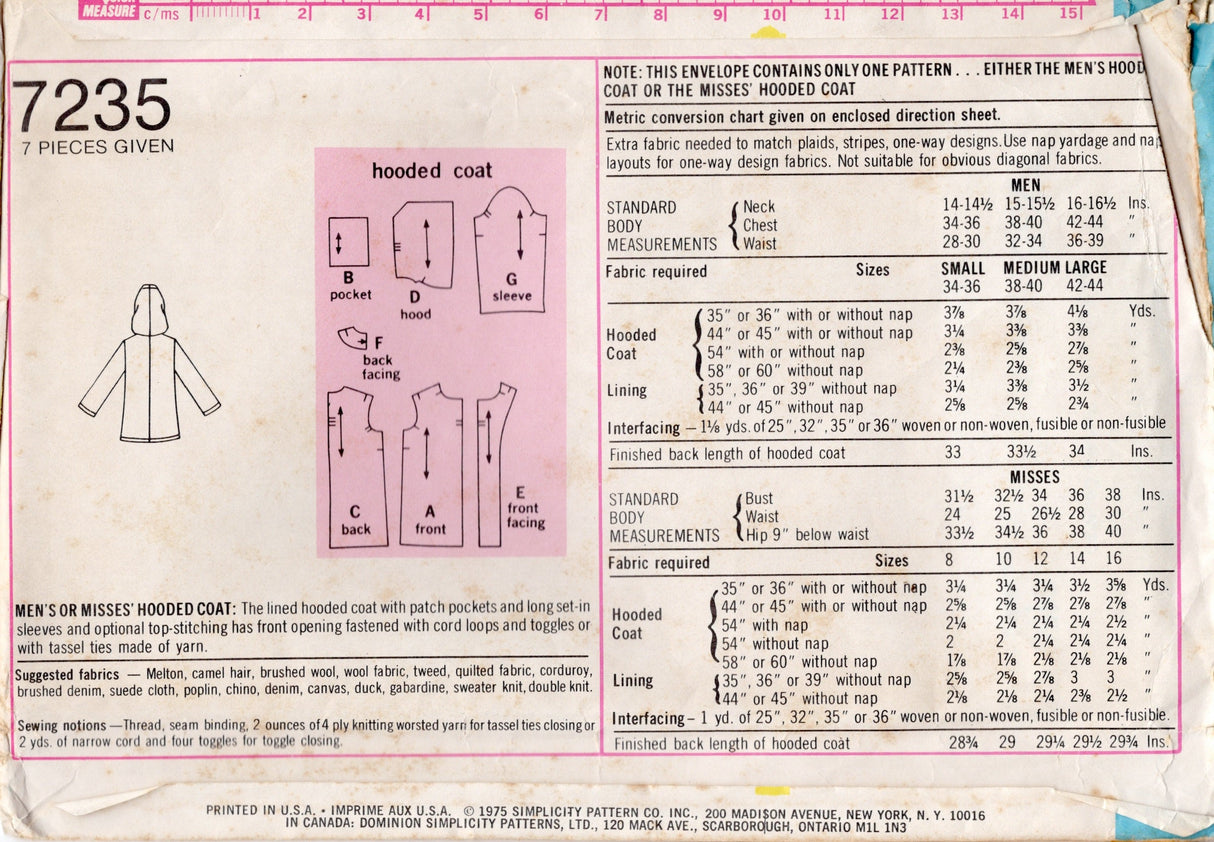 MEASURE c/ms 1 2 3 4 5 6 7 8 9 10 11 12 13 14 15
7235
7 PIECES GIVEN
hooded coat
B
pocket
D
hood
G
sleeve
F
back
facing
C
back
A
front
E
front
facing
MEN'S OR MISSES' HOODED COAT: The lined hooded coat with patch pockets and long set-in
sleeves and optional top-stitching has front opening fastened with cord loops and toggles or
with tassel ties made of yarn.
Suggested fabrics — Melton, camel hair, brushed wool, wool fabric, tweed, quilted fabric, corduroy,
brushed denim, suede cloth, poplin, chino, denim, canvas, duck, gabardine, sweater knit, double knit.
Sewing notions — Thread, seam binding, 2 ounces of 4 ply knitting worsted yarn for tassel ties closing or
2 yds. of narrow cord and four toggles for toggle closing.
NOTE: THIS ENVELOPE CONTAINS ONLY ONE PATTERN . . . EITHER THE MEN'S HOOD
COAT OR THE MISSES' HOODED COAT
Metric conversion chart given on enclosed direction sheet.
Extra fabric needed to match plaids, stripes, one-way designs. Use nap yardage and nap
layouts for one-way design fabrics. Not suitable for obvious diagonal fabrics.
MEN
STANDARD Neck 14-14½ 15-15½ 16-16½ Ins.
BODY Chest 34-36 38-40 42-44 "
MEASUREMENTS Waist 28-30 32-34 36-39 "
Fabric required Sizes SMALL MEDIUM LARGE
34-36 38-40 42-44
35" or 36" with or without nap 3⅞ 3⅞ 4⅛ Yds.
Hooded 44" or 45" with or without nap 3¼ 3⅜ 3⅜ "
Coat 54" with or without nap 2⅜ 2⅝ 2⅞ "
58" or 60" without nap 2¼ 2⅜ 2⅝ "
Lining 35", 36" or 39" without nap 3¼ 3⅜ 3½ "
44" or 45" without nap 2⅝ 2⅝ 2¾ "
Interfacing — 1⅛ yds. of 25", 32", 35" or 36" woven or non-woven, fusible or non-fusible
Finished back length of hooded coat 33 33½ 34 Ins.
MISSES
STANDARD Bust 31½ 32½ 34 36 38 Ins.
BODY Waist 24 25 26½ 28 30 "
MEASUREMENTS Hip 9" below waist 33½ 34½ 36 38 40 "
Fabric required Sizes 8 10 12 14 16
35" or 36" with or without nap 3¼ 3¼ 3¼ 3½ 3⅝ Yds.
Hooded 44" or 45" with or without nap 2⅝ 2⅝ 2⅞ 2⅞ 2⅞ "
Coat 54" with nap 2¼ 2¼ 2¼ 2¼ 2½ "
54" without nap 2 2 2¼ 2¼ 2¼ "
58" or 60" without nap 1⅞ 1⅞ 2⅛ 2⅛ 2⅛ "
Lining 35", 36" or 39" without nap 2⅝ 2⅝ 2⅞ 3 3 "
44" or 45" without nap 2⅛ 2⅛ 2¼ 2⅜ 2½ "
Interfacing — 1 yd. of 25", 32", 35" or 36" woven or non-woven, fusible or non-fusible.
Finished back length of hooded coat 28¾ 29 29¼ 29½ 29¾ Ins.
PRINTED IN U.S.A. • IMPRIME AUX U.S.A. © 1975 SIMPLICITY PATTERN CO. INC., 200 MADISON AVENUE, NEW YORK, N. Y. 10016
IN CANADA: DOMINION SIMPLICITY PATTERNS, LTD., 120 MACK AVE., SCARBOROUGH, ONTARIO M1L 1N3